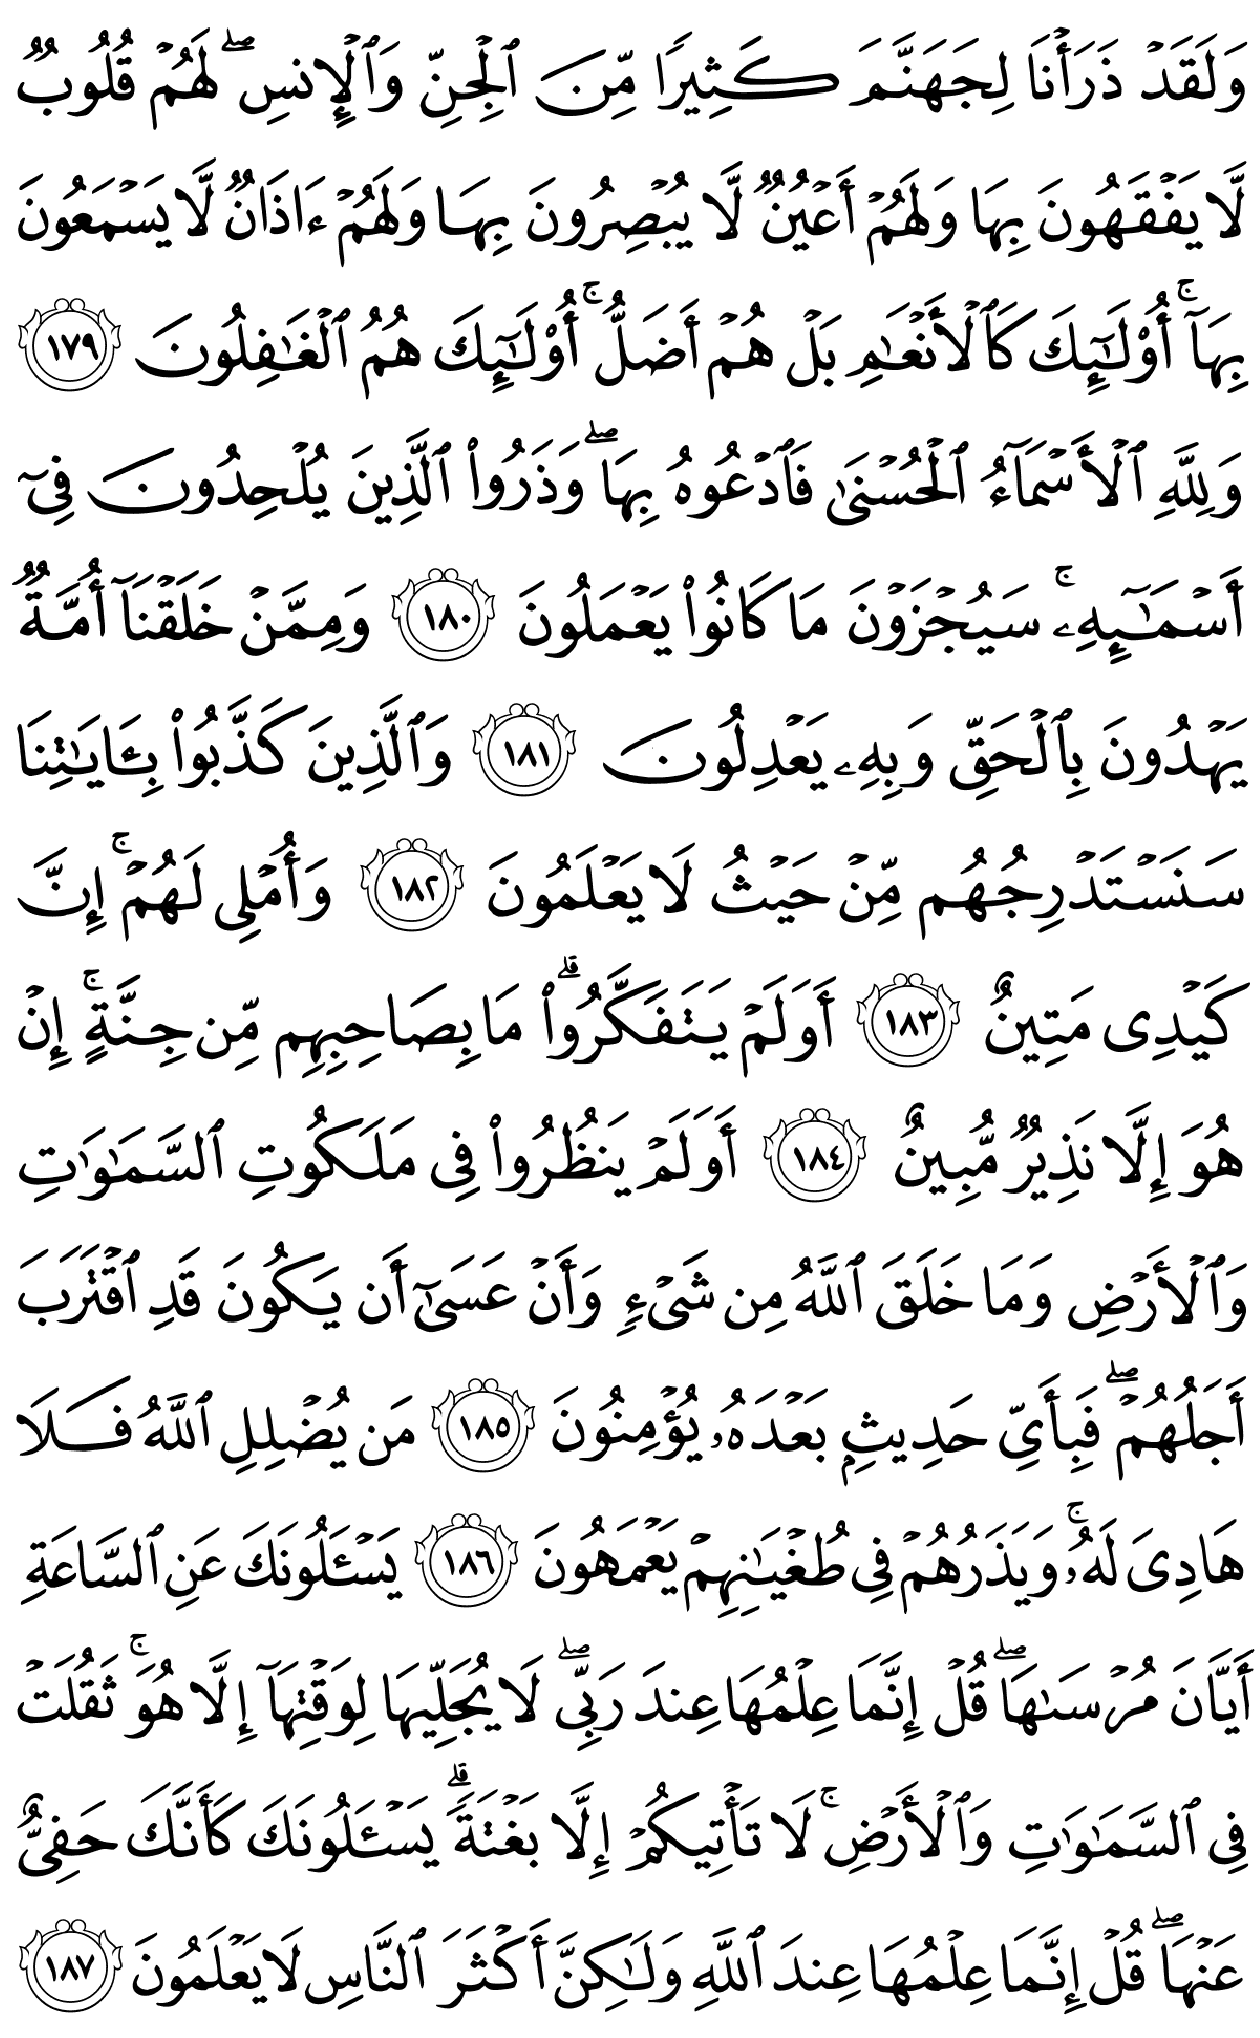 وَلَقَدۡ ذَرَأۡنَا لِجَهَنَّمَ كَثِيرٗا مِّنَ ٱلۡجِنِّ وَٱلۡإِنسِۖ لَهُمۡ قُلُوبٞ
لَّا يَفۡقَهُونَ بِهَا وَلَهُمۡ أَعۡيُنٞ لَّا يُبۡصِرُونَ بِهَا وَلَهُمۡ ءَاذَانٞ لَّا يَسۡمَعُونَ
بِهَآۚ أُوْلَٰٓئِكَ كَٱلۡأَنۡعَٰمِ بَلۡ هُمۡ أَضَلُّۚ أُوْلَٰٓئِكَ هُمُ ٱلۡغَٰفِلُونَ ١٧٩
وَلِلَّهِ ٱلۡأَسۡمَآءُ ٱلۡحُسۡنَىٰ فَٱدۡعُوهُ بِهَاۖ وَذَرُواْ ٱلَّذِينَ يُلۡحِدُونَ فِيٓ
أَسۡمَٰٓئِهِۦۚ سَيُجۡزَوۡنَ مَا كَانُواْ يَعۡمَلُونَ ١٨٠ وَمِمَّنۡ خَلَقۡنَآ أُمَّةٞ
يَهۡدُونَ بِٱلۡحَقِّ وَبِهِۦ يَعۡدِلُونَ ١٨١ وَٱلَّذِينَ كَذَّبُواْ بِـَٔايَٰتِنَا
سَنَسۡتَدۡرِجُهُم مِّنۡ حَيۡثُ لَا يَعۡلَمُونَ ١٨٢ وَأُمۡلِي لَهُمۡۚ إِنَّ
كَيۡدِي مَتِينٌ ١٨٣ أَوَلَمۡ يَتَفَكَّرُواْۗ مَا بِصَاحِبِهِم مِّن جِنَّةٍۚ إِنۡ
هُوَ إِلَّا نَذِيرٞ مُّبِينٌ ١٨٤ أَوَلَمۡ يَنظُرُواْ فِي مَلَكُوتِ ٱلسَّمَٰوَٰتِ
وَٱلۡأَرۡضِ وَمَا خَلَقَ ٱللَّهُ مِن شَيۡءٖ وَأَنۡ عَسَىٰٓ أَن يَكُونَ قَدِ ٱقۡتَرَبَ
أَجَلُهُمۡۖ فَبِأَيِّ حَدِيثِۭ بَعۡدَهُۥ يُؤۡمِنُونَ ١٨٥ مَن يُضۡلِلِ ٱللَّهُ فَلَا
هَادِيَ لَهُۥۚ وَيَذَرُهُمۡ فِي طُغۡيَٰنِهِمۡ يَعۡمَهُونَ ١٨٦ يَسۡـَٔلُونَكَ عَنِ ٱلسَّاعَةِ
أَيَّانَ مُرۡسَىٰهَاۖ قُلۡ إِنَّمَا عِلۡمُهَا عِندَ رَبِّيۖ لَا يُجَلِّيهَا لِوَقۡتِهَآ إِلَّا هُوَۚ ثَقُلَتۡ
فِي ٱلسَّمَٰوَٰتِ وَٱلۡأَرۡضِۚ لَا تَأۡتِيكُمۡ إِلَّا بَغۡتَةٗۗ يَسۡـَٔلُونَكَ كَأَنَّكَ حَفِيٌّ
عَنۡهَاۖ قُلۡ إِنَّمَا عِلۡمُهَا عِندَ ٱللَّهِ وَلَٰكِنَّ أَكۡثَرَ ٱلنَّاسِ لَا يَعۡلَمُونَ ١٨٧